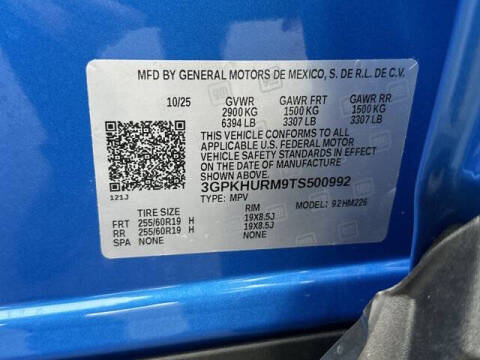 MFD BY GENERAL MOTORS DE MEXICO, S. DE R.L. DE C.V.
10/25 GVWR GAWR FRT GAWR RR
2900 KG 1500 KG 1500 KG
6394 LB 3307 LB 3307 LB
THIS VEHICLE CONFORMS TO ALL
APPLICABLE U.S. FEDERAL MOTOR
VEHICLE SAFETY STANDARDS
IN EFFECT ON THE
DATE OF MANUFACTURE
SHOWN ABOVE.
3GPKHURM9TS500992
TYPE: MPV MODEL: 92HM226
121J
TIRE SIZE RIM
FRT 255/60R19 H 19X8.5J
RR 255/60R19 H 19X8.5J
SPA NONE NONE